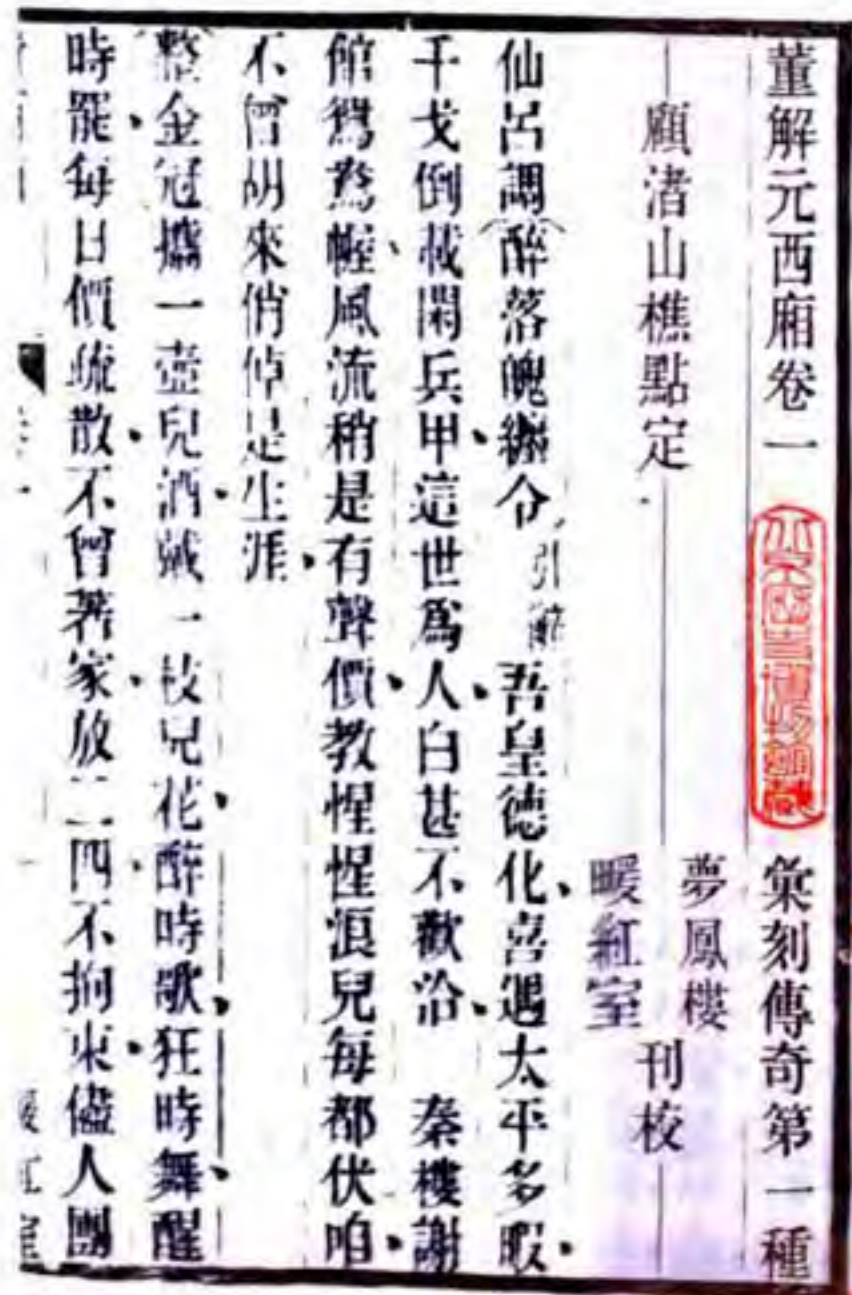 董解元西廂卷一 彙刻傳奇第一種
顧渚山樵點定 夢鳳樓
暖紅室 刊校
仙呂調 醉落魄纏令 引辭 吾皇德化喜遇太平多暇
干戈倒載閑兵甲這世爲人白甚不歡洽 秦樓謝
館鴛鴦幄風流稍是有聲價教惺惺浪兒每都伏咱
不曾胡來俏倬是生涯
整金冠攜一壺兒酒戴一枝兒花醉時歌狂時舞醒
時罷每日價疏散不曾著家放二四不拘束儘人團